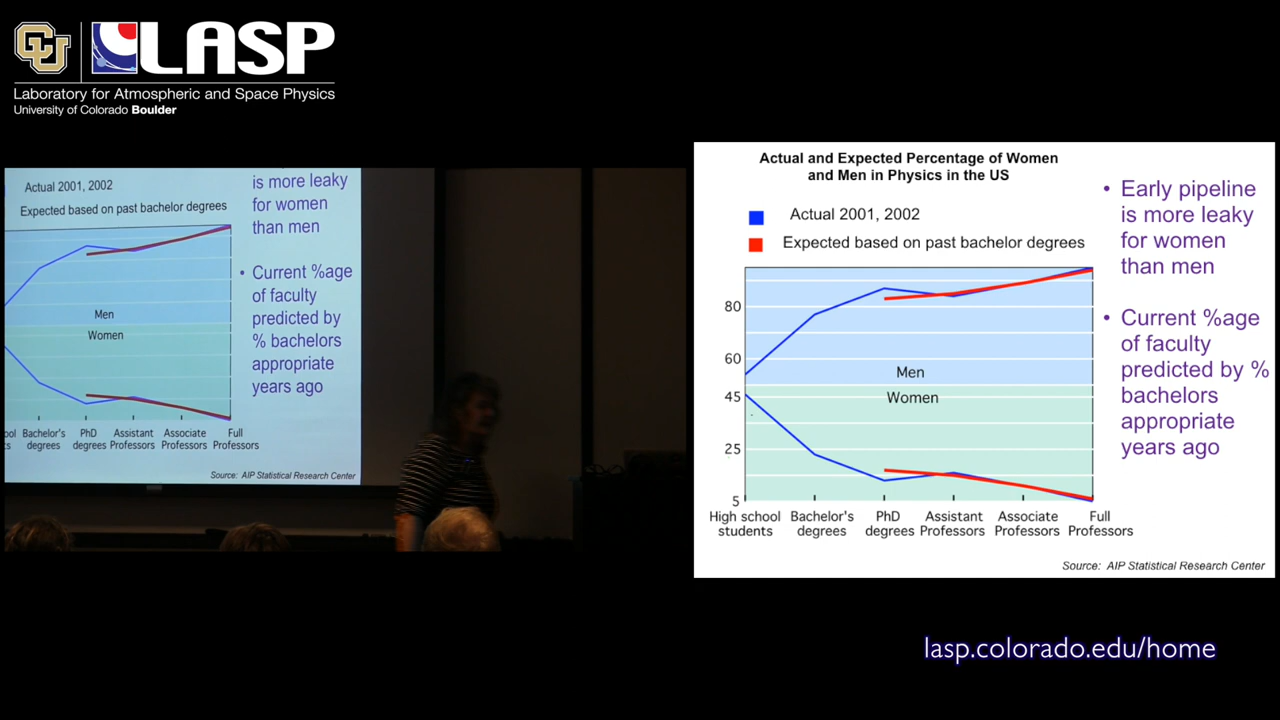 CU
LASP
Laboratory for Atmospheric and Space Physics
University of Colorado Boulder
Actual 2001, 2002
Expected based on past bachelor degrees
is more leaky
for women
than men
• Current %age
of faculty
predicted by
% bachelors
appropriate
years ago
Men
Women
Bachelor's degrees
PhD degrees
Assistant Professors
Associate Professors
Full Professors
Source: AIP Statistical Research Center
Actual and Expected Percentage of Women
and Men in Physics in the US
Actual 2001, 2002
Expected based on past bachelor degrees
80
60
45
25
5
Men
Women
High school students
Bachelor's degrees
PhD degrees
Assistant Professors
Associate Professors
Full Professors
• Early pipeline
is more leaky
for women
than men
• Current %age
of faculty
predicted by %
bachelors
appropriate
years ago
Source: AIP Statistical Research Center
lasp.colorado.edu/home